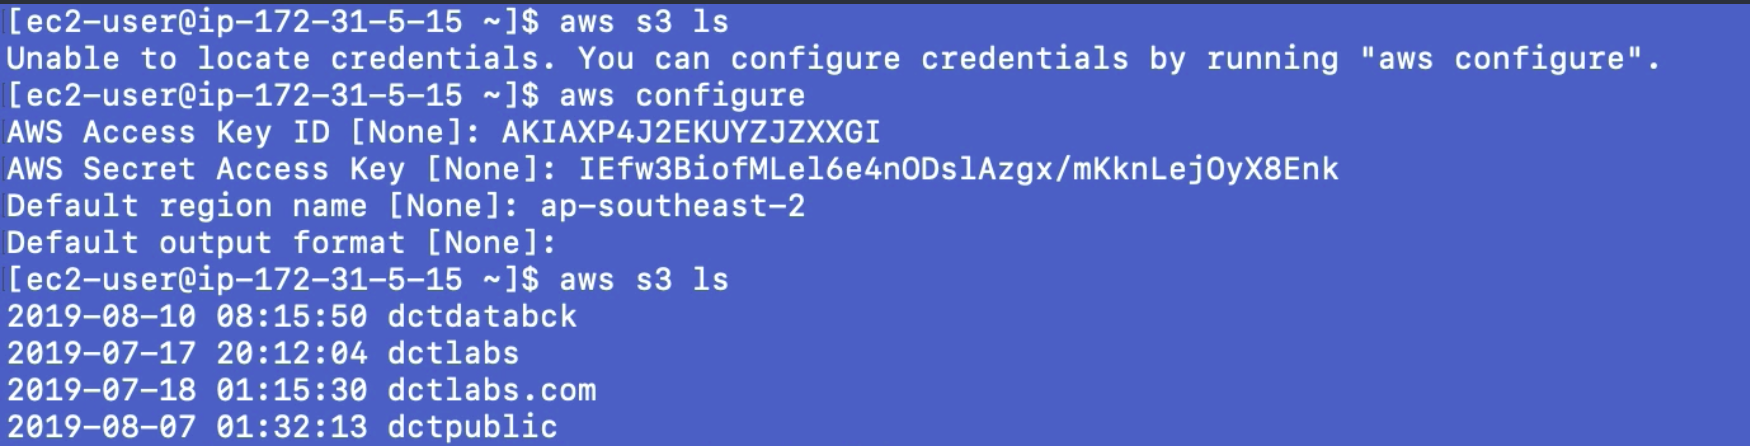 [ec2-user@ip-172-31-5-15 ~]$ aws s3 ls
Unable to locate credentials. You can configure credentials by running "aws configure".
[ec2-user@ip-172-31-5-15 ~]$ aws configure
AWS Access Key ID [None]: AKIAXP4J2EKUYZJZXXGI
AWS Secret Access Key [None]: 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
Default region name [None]: ap-southeast-2
Default output format [None]:
[ec2-user@ip-172-31-5-15 ~]$ aws s3 ls
2019-08-10 08:15:50 dctdatabck
2019-07-17 20:12:04 dctlabs
2019-07-18 01:15:30 dctlabs.com
2019-08-07 01:32:13 dctpublic